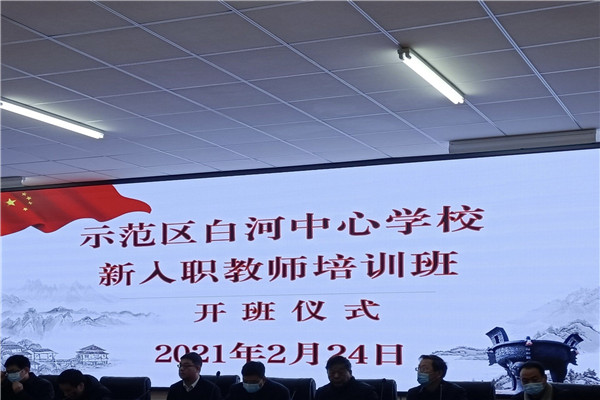 示范区白河中心学校
新入职教师培训班
开班仪式
2021年2月24日